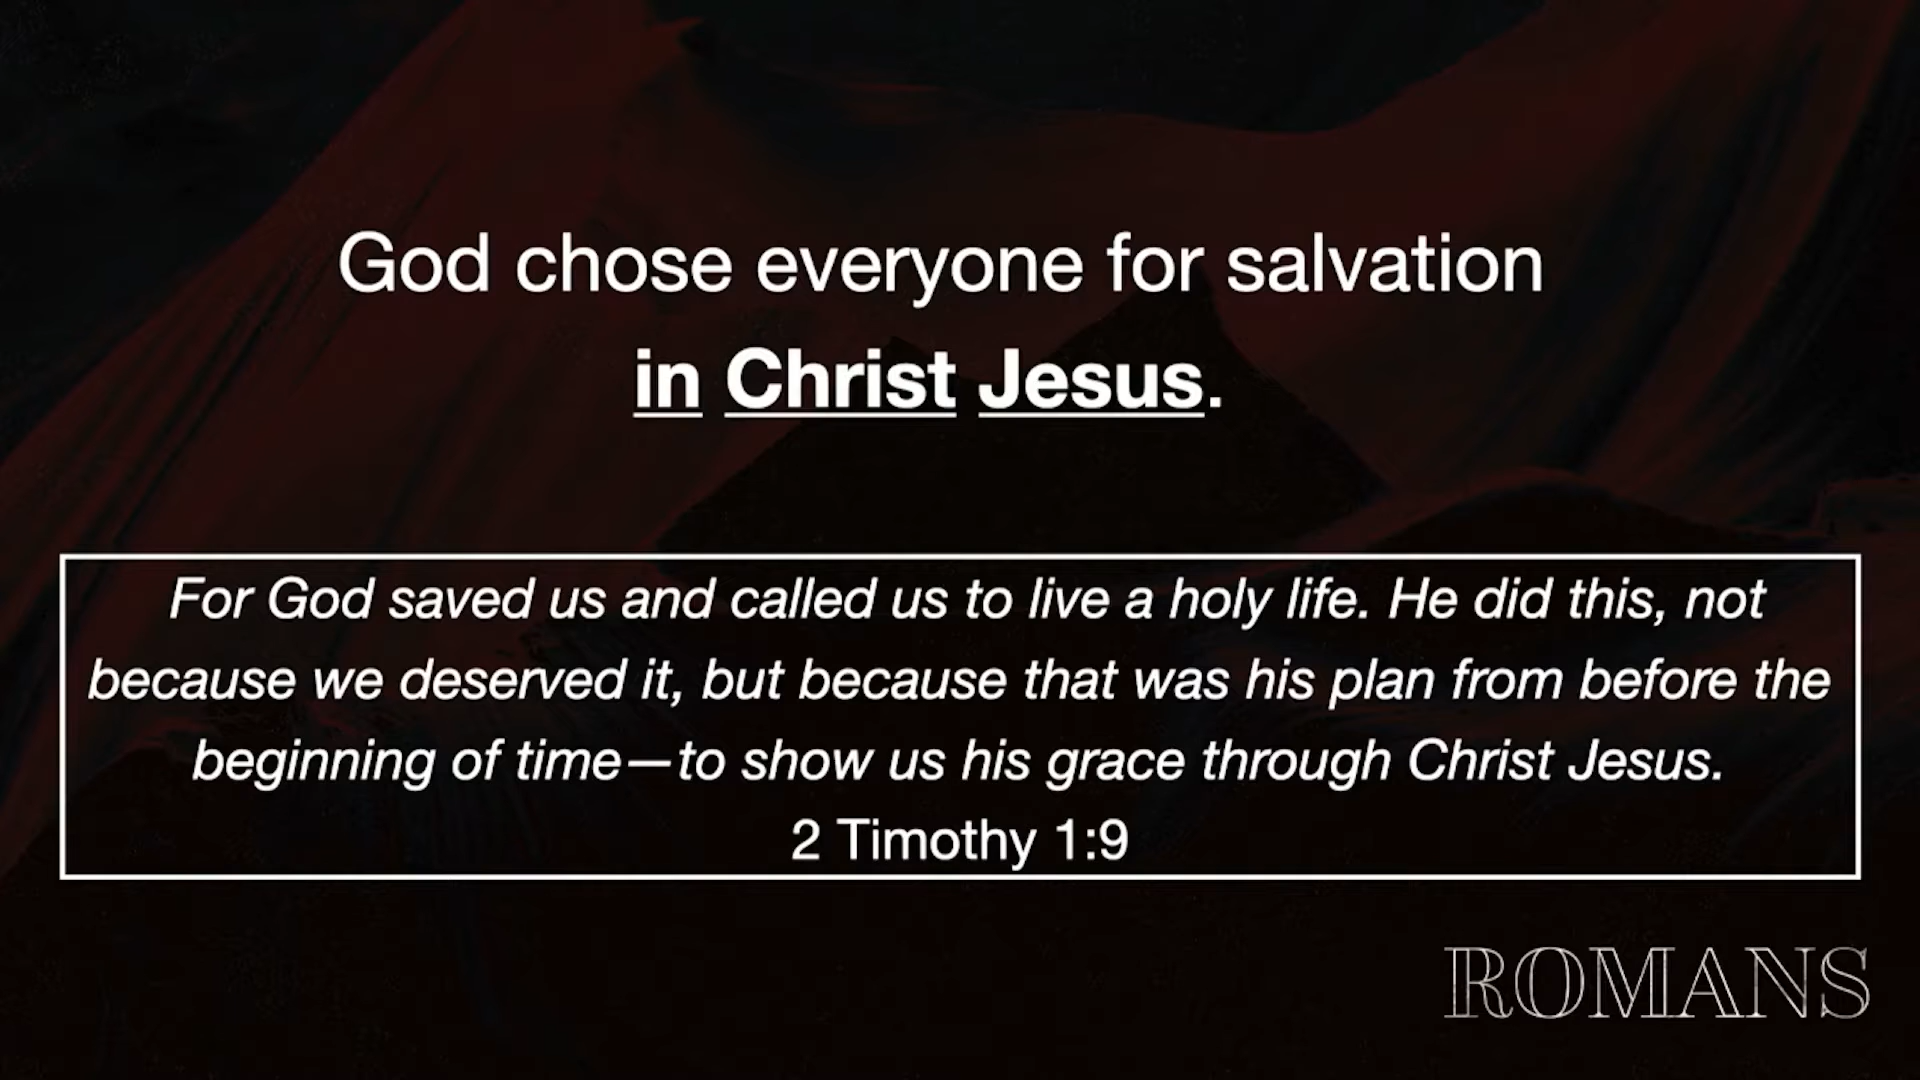 God chose everyone for salvation
in Christ Jesus.
For God saved us and called us to live a holy life. He did this, not
because we deserved it, but because that was his plan from before the
beginning of time—to show us his grace through Christ Jesus.
2 Timothy 1:9
ROMANS